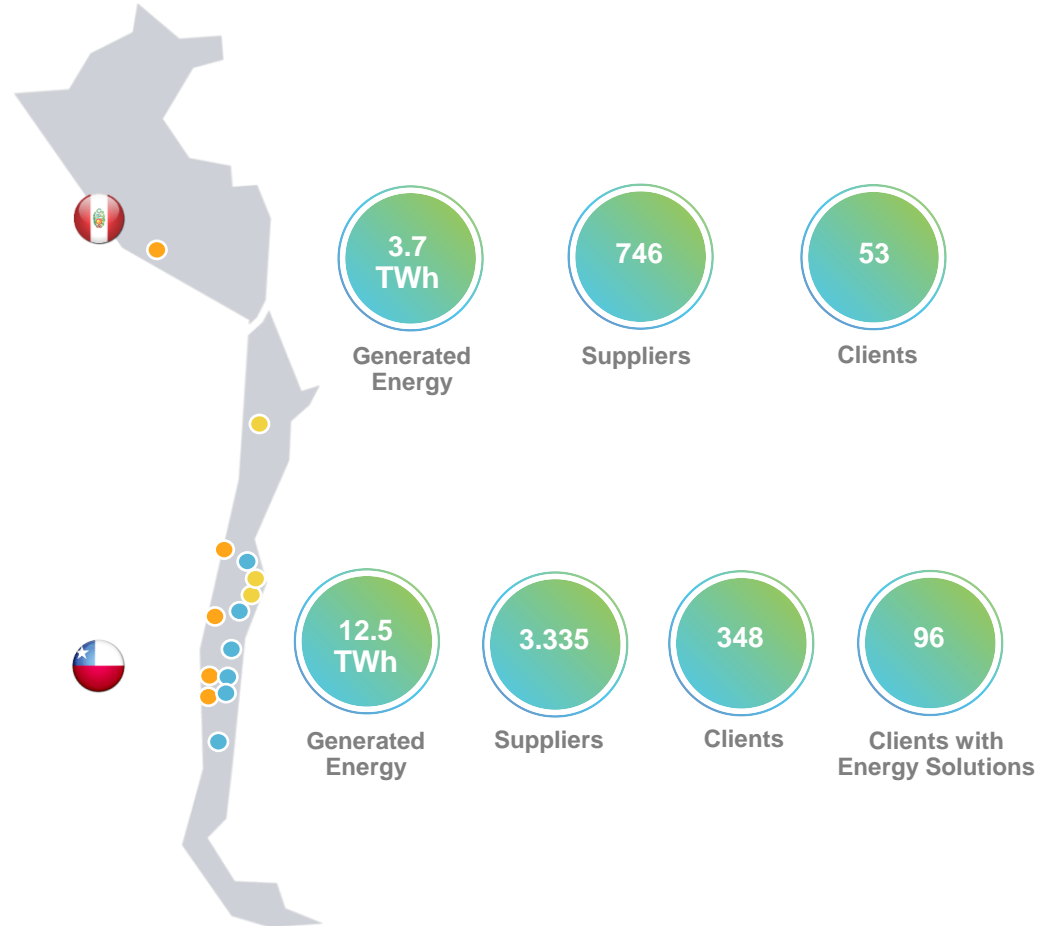 3.7
TWh
746
53
Generated
Energy
Suppliers
Clients
12.5
TWh
3.335
348
96
Generated
Energy
Suppliers
Clients
Clients with
Energy Solutions